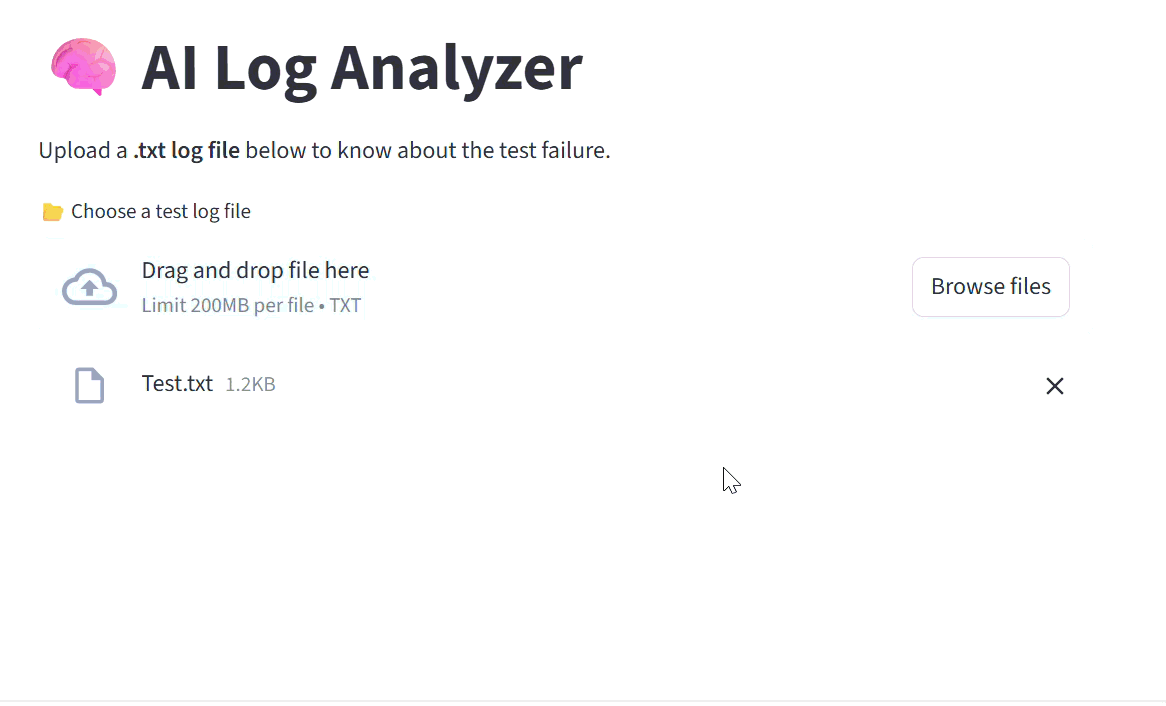 AI Log Analyzer
Upload a .txt log file below to know about the test failure.
Choose a test log file
Drag and drop file here
Limit 200MB per file • TXT
Browse files
Test.txt 1.2KB